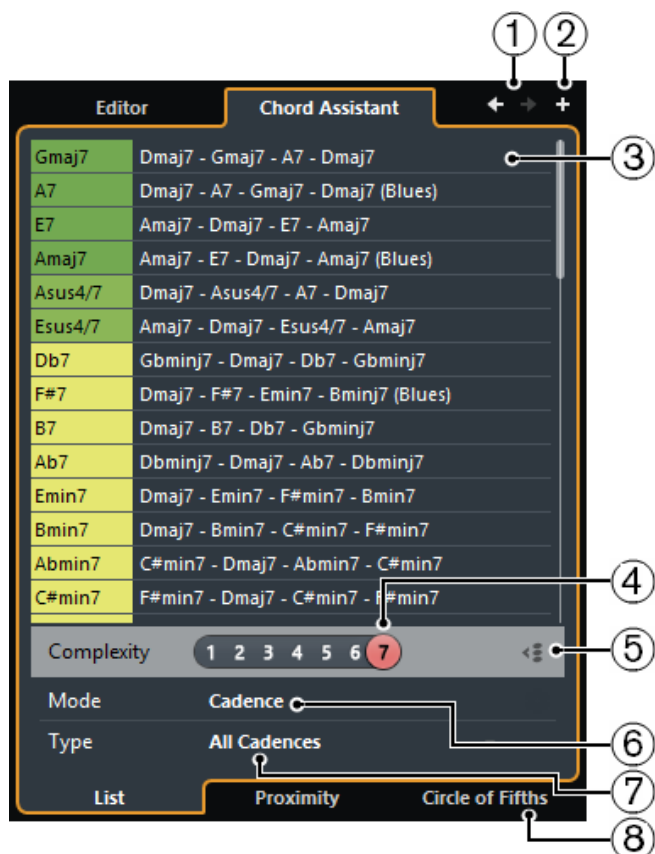 1 2
Editor Chord Assistant
Gmaj7 Dmaj7 - Gmaj7 - A7 - Dmaj7 3
A7 Dmaj7 - A7 - Gmaj7 - Dmaj7 (Blues)
E7 Amaj7 - Dmaj7 - E7 - Amaj7
Amaj7 Amaj7 - E7 - Dmaj7 - Amaj7 (Blues)
Asus4/7 Dmaj7 - Asus4/7 - A7 - Dmaj7
Esus4/7 Amaj7 - Dmaj7 - Esus4/7 - Amaj7
Db7 Gbminj7 - Dmaj7 - Db7 - Gbminj7
F#7 Dmaj7 - F#7 - Emin7 - Bminj7 (Blues)
B7 Dmaj7 - B7 - Db7 - Gbminj7
Ab7 Dbminj7 - Dmaj7 - Ab7 - Dbminj7
Emin7 Dmaj7 - Emin7 - F#min7 - Bmin7
Bmin7 Dmaj7 - Bmin7 - C#min7 - F#min7
Abmin7 C#min7 - Dmaj7 - Abmin7 - C#min7
C#min7 F#min7 - Dmaj7 - C#min7 - F#min7 4
Complexity 1 2 3 4 5 6 7 5
Mode Cadence 6
Type All Cadences 7
List Proximity Circle of Fifths 8